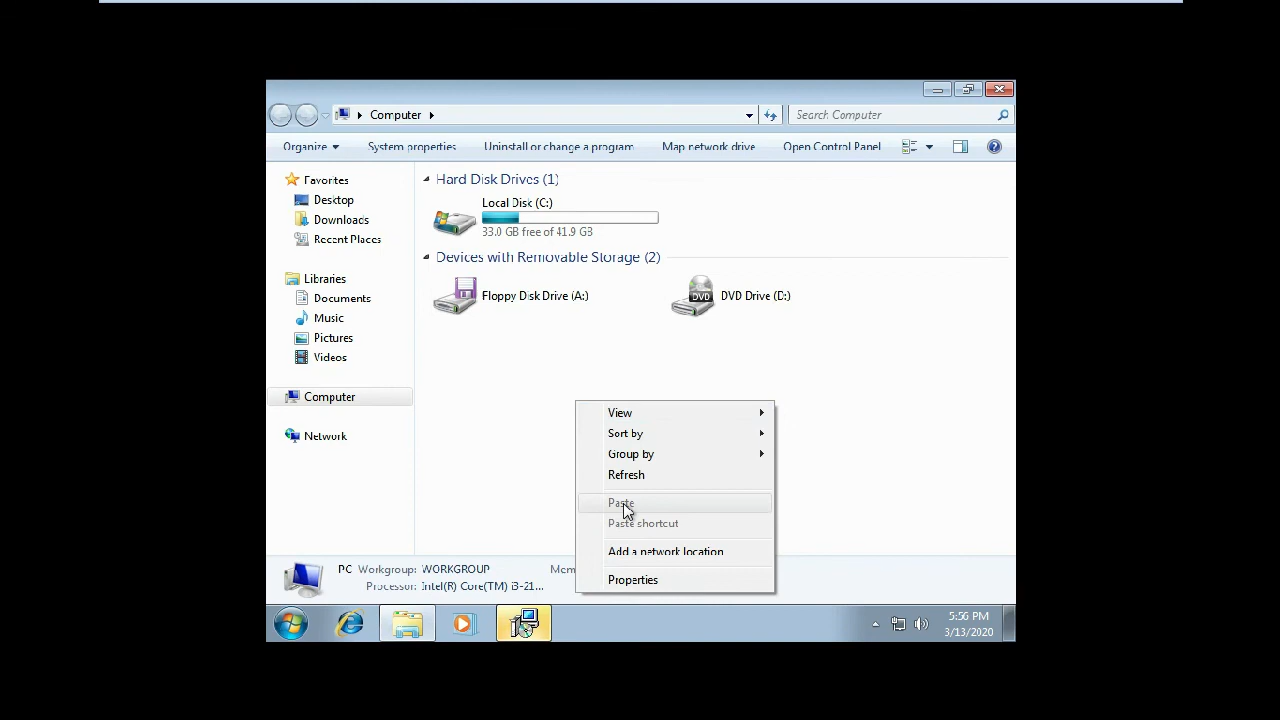 Computer
Search Computer
Organize
System properties
Uninstall or change a program
Map network drive
Open Control Panel
Favorites
Desktop
Downloads
Recent Places
Libraries
Documents
Music
Pictures
Videos
Computer
Network
Hard Disk Drives (1)
Local Disk (C:)
33.0 GB free of 41.9 GB
Devices with Removable Storage (2)
Floppy Disk Drive (A:)
DVD
DVD Drive (D:)
View
Sort by
Group by
Refresh
Paste
Paste shortcut
Add a network location
Properties
PC Workgroup: WORKGROUP
Mem
Processor: Intel(R) Core(TM) i3-21...
5:56 PM
3/13/2020